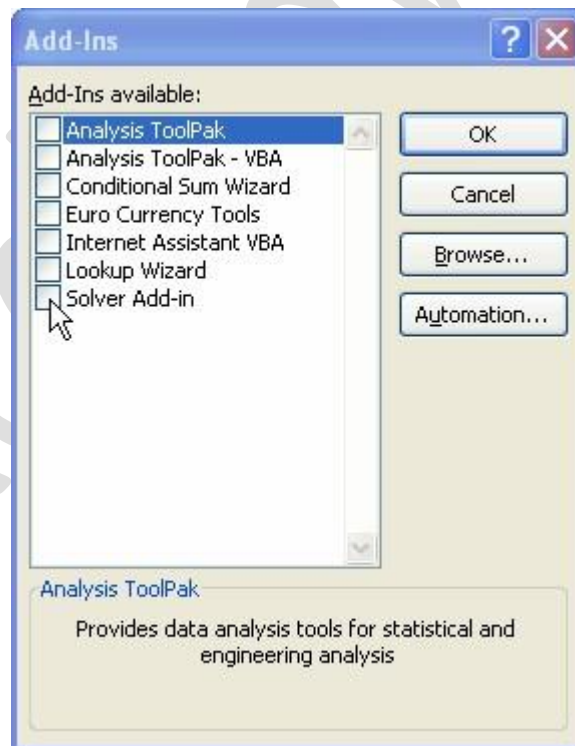 Add-Ins
?
Add-Ins available:
Analysis ToolPak
Analysis ToolPak - VBA
Conditional Sum Wizard
Euro Currency Tools
Internet Assistant VBA
Lookup Wizard
Solver Add-in
OK
Cancel
Browse...
Automation...
Analysis ToolPak
Provides data analysis tools for statistical and
engineering analysis